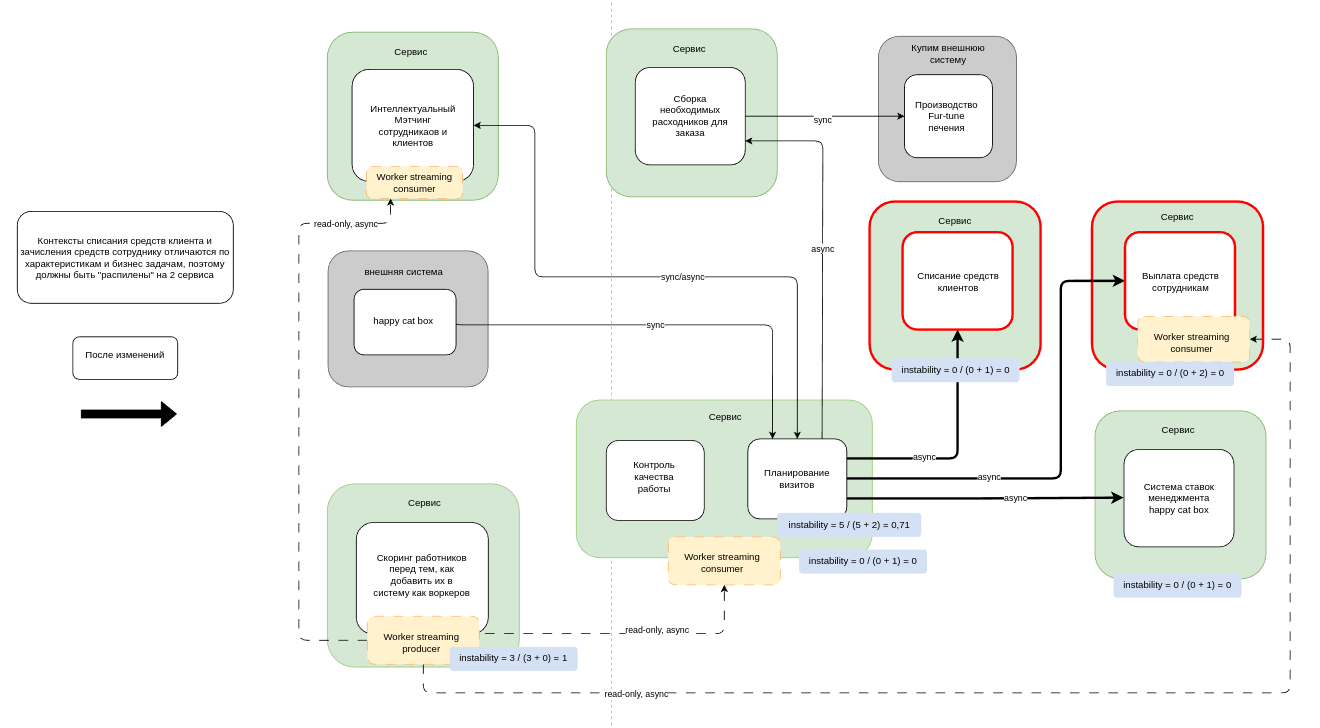 Контексты списания средств клиента и
зачисления средств сотруднику отличаются по
характеристикам и бизнес задачам, поэтому
должны быть "распилены" на 2 сервиса
После изменений
Сервис
Интеллектуальный
Мэтчинг
сотрудникаов и
клиентов
Worker streaming
consumer
read-only, async
внешняя система
happy cat box
sync
sync/async
Сервис
Сборка
необходимых
расходников для
заказа
sync
async
Купим внешнюю
систему
Производство
Fur-tune
печения
Сервис
Списание средств
клиентов
instability = 0 / (0 + 1) = 0
Сервис
Выплата средств
сотрудникам
Worker streaming
consumer
instability = 0 / (0 + 2) = 0
Сервис
Контроль
качества
работы
Планирование
визитов
async
async
async
instability = 5 / (5 + 2) = 0,71
Worker streaming
consumer
instability = 0 / (0 + 1) = 0
Сервис
Система ставок
менеджмента
happy cat box
instability = 0 / (0 + 1) = 0
Сервис
Скоринг работников
перед тем, как
добавить их в
систему как воркеров
Worker streaming
producer
instability = 3 / (3 + 0) = 1
read-only, async
read-only, async